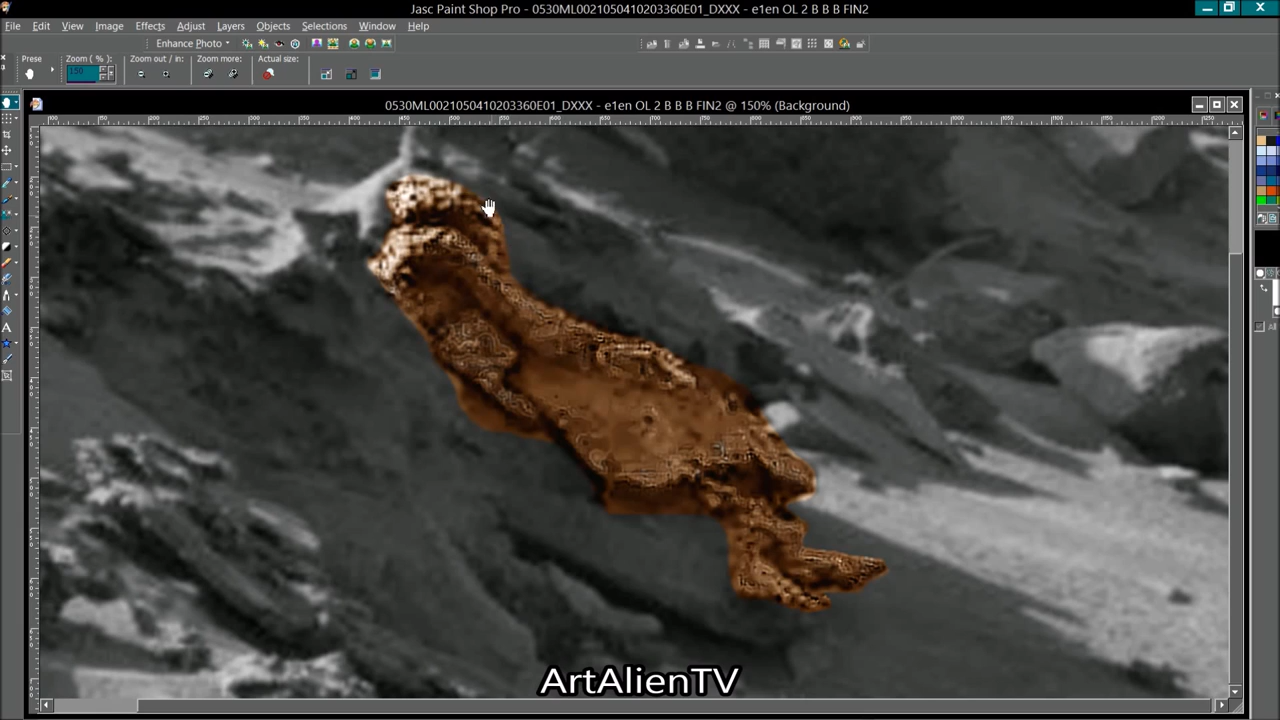 Jasc Paint Shop Pro - 0530ML0021050410203360E01_DXXX - e1en OL 2 B B B FIN2
File Edit View Image Effects Adjust Layers Objects Selections Window Help
Enhance Photo
Prese Zoom ( % ): Zoom out / in: Zoom more: Actual size:
150
0530ML0021050410203360E01_DXXX - e1en OL 2 B B B FIN2 @ 150% (Background)
ArtAlienTV